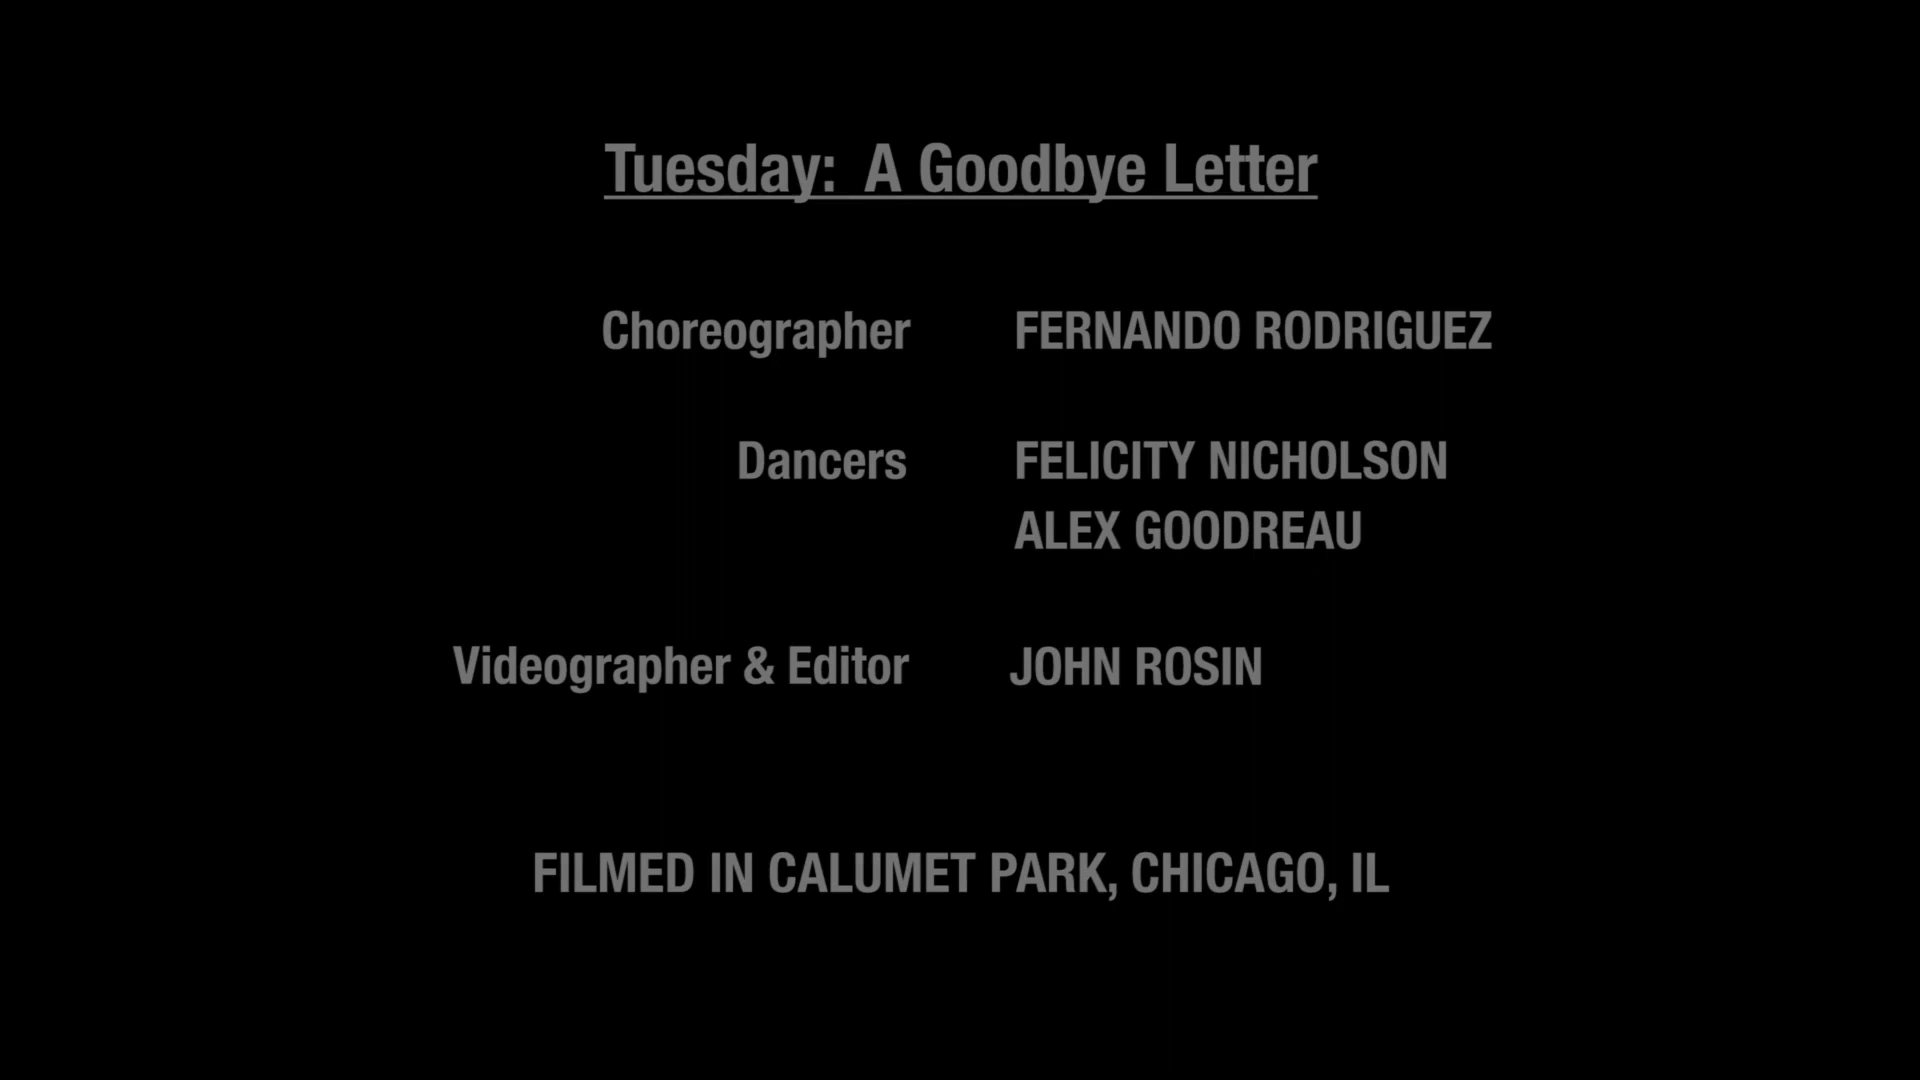 Tuesday: A Goodbye Letter
Choreographer FERNANDO RODRIGUEZ
Dancers FELICITY NICHOLSON
ALEX GOODREAU
Videographer & Editor JOHN ROSIN
FILMED IN CALUMET PARK, CHICAGO, IL